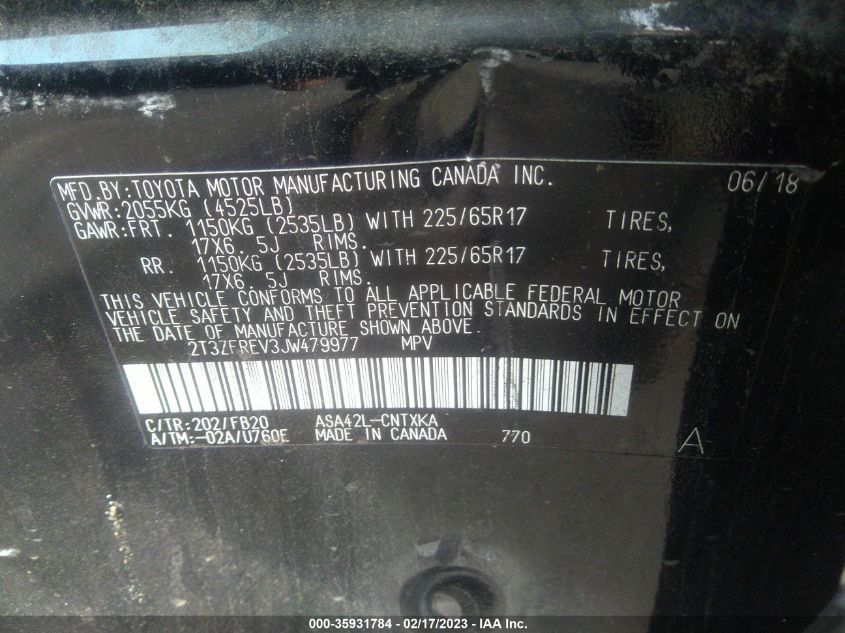 MFD.BY:TOYOTA MOTOR MANUFACTURING CANADA INC. 06/18
GVWR:2055KG (4525LB)
GAWR:FRT. 1150KG (2535LB) WITH 225/65R17 TIRES,
17X6. 5J RIMS.
RR. 1150KG (2535LB) WITH 225/65R17 TIRES,
17X6. 5J RIMS.
THIS VEHICLE CONFORMS TO ALL APPLICABLE FEDERAL MOTOR
VEHICLE SAFETY AND THEFT PREVENTION STANDARDS IN EFFECT ON
THE DATE OF MANUFACTURE SHOWN ABOVE.
2T3ZFREV3JW479977 MPV
C/TR:202/FB20 ASA42L-CNTXKA
A/TM:-02A/U760E MADE IN CANADA 770 A
000-35931784 — 02/17/2023 — IAA Inc.